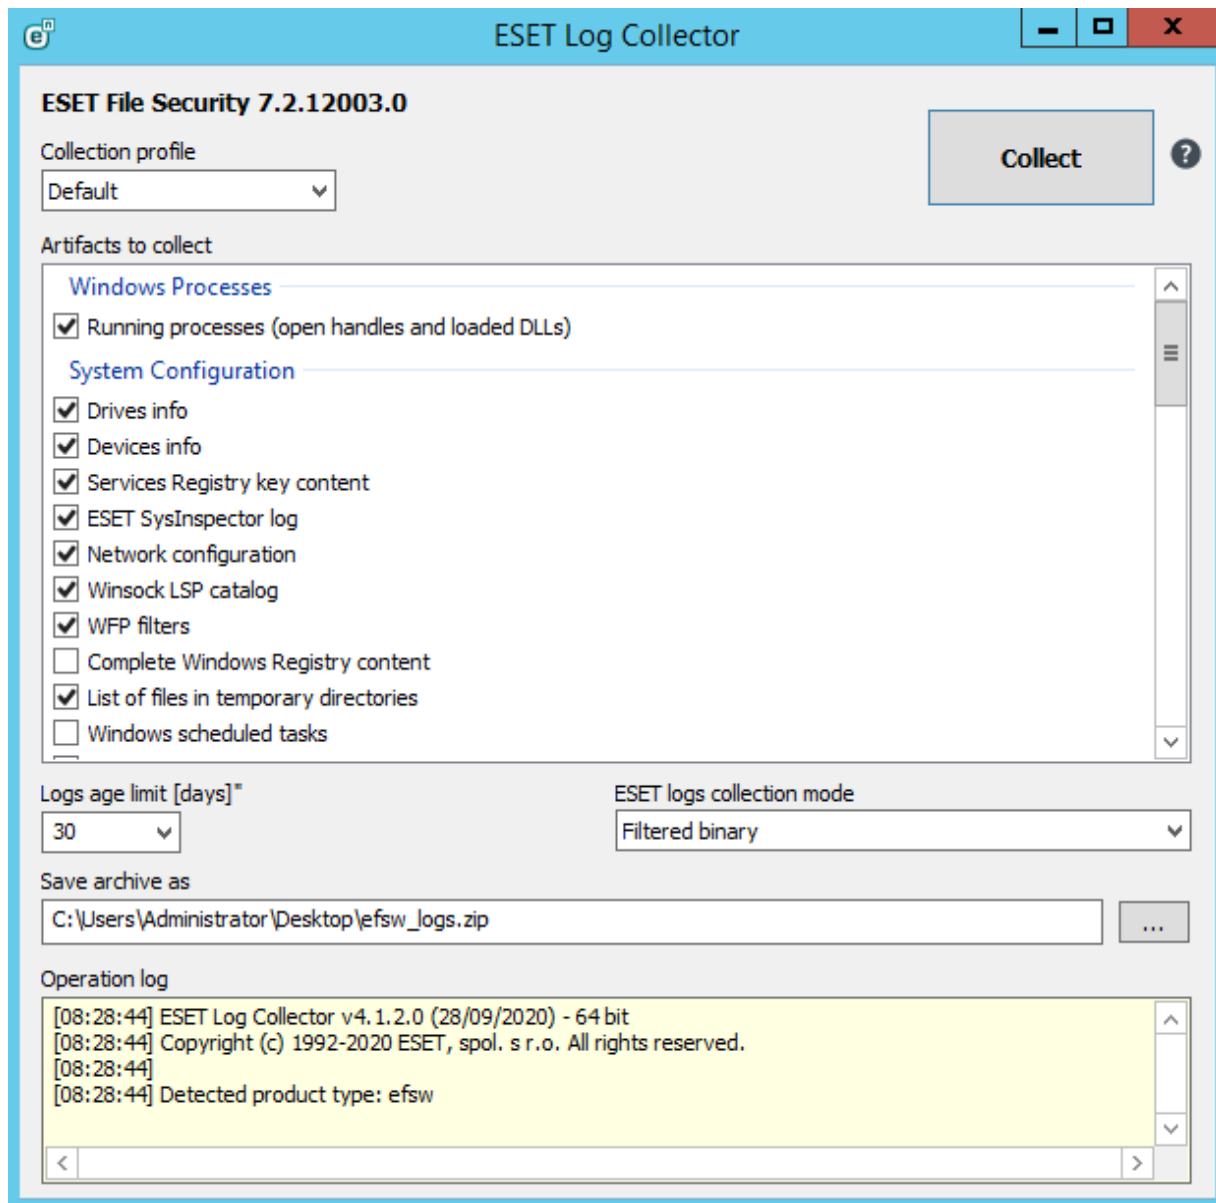 ESET Log Collector
ESET File Security 7.2.12003.0
Collection profile
Default
Collect
?
Artifacts to collect
Windows Processes
Running processes (open handles and loaded DLLs)
System Configuration
Drives info
Devices info
Services Registry key content
ESET SysInspector log
Network configuration
Winsock LSP catalog
WFP filters
Complete Windows Registry content
List of files in temporary directories
Windows scheduled tasks
Logs age limit [days]"
30
ESET logs collection mode
Filtered binary
Save archive as
C:\Users\Administrator\Desktop\efsw_logs.zip
...
Operation log
[08:28:44] ESET Log Collector v4.1.2.0 (28/09/2020) - 64 bit
[08:28:44] Copyright (c) 1992-2020 ESET, spol. s r.o. All rights reserved.
[08:28:44]
[08:28:44] Detected product type: efsw